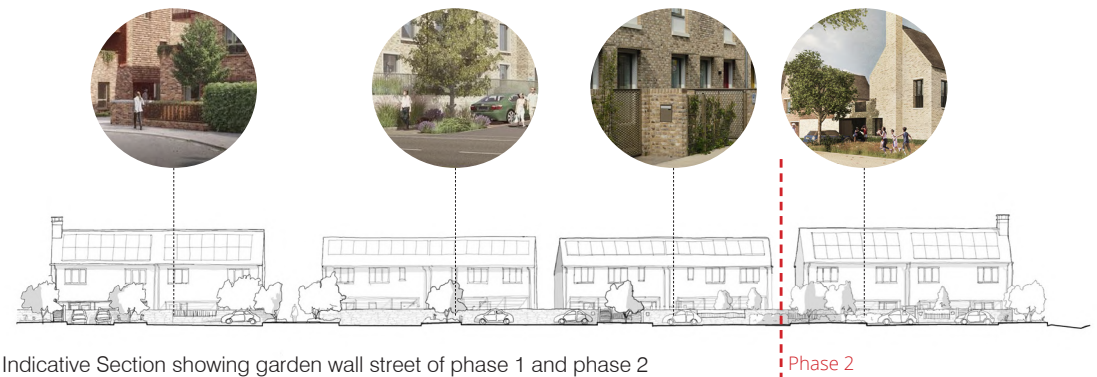 Indicative Section showing garden wall street of phase 1 and phase 2
Phase 2